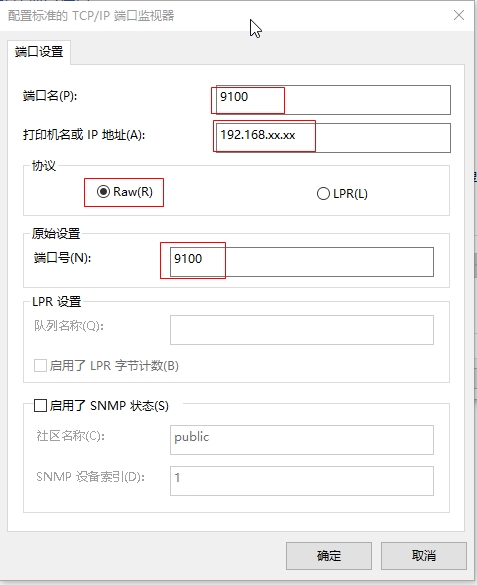 配置标准的 TCP/IP 端口监视器
端口设置
端口名(P): 9100
打印机名或 IP 地址(A): 192.168.xx.xx
协议
Raw(R) LPR(L)
原始设置
端口号(N): 9100
LPR 设置
队列名称(Q):
启用了 LPR 字节计数(B)
启用了 SNMP 状态(S)
社区名称(C): public
SNMP 设备索引(D): 1
确定 取消